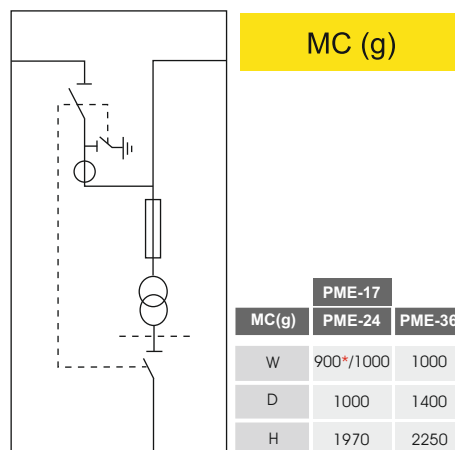 MC (g)
PME-17
MC(g) PME-24 PME-36
W 900*/1000 1000
D 1000 1400
H 1970 2250